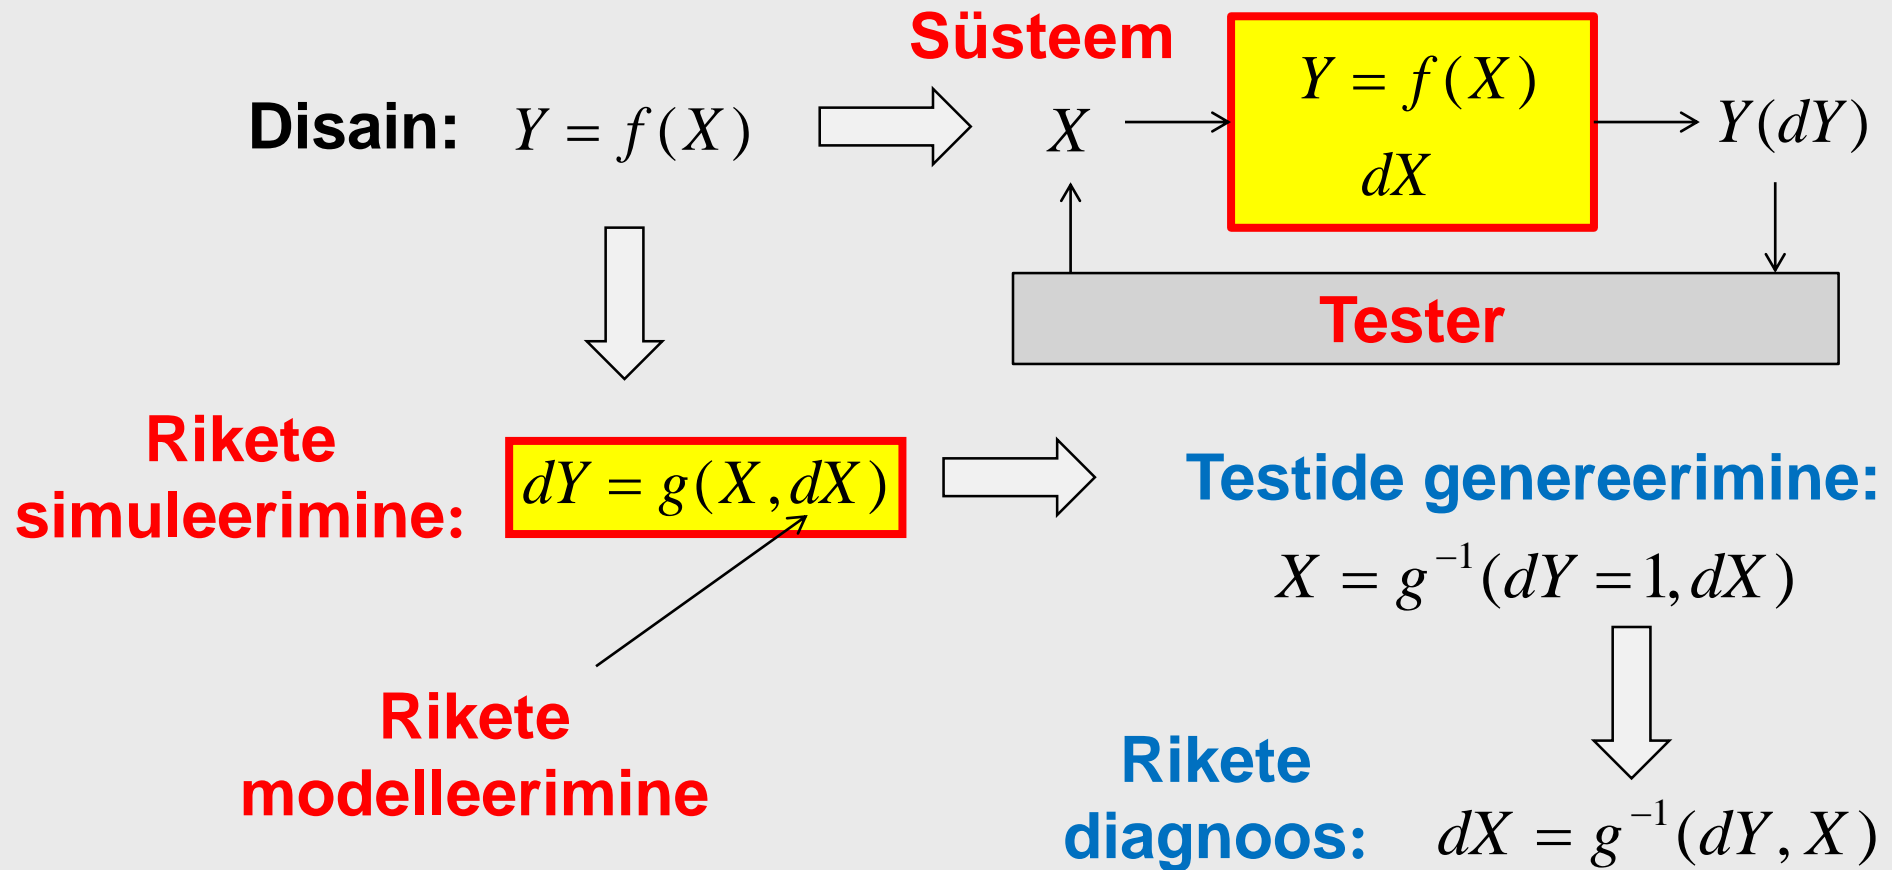 Süsteem
Disain: Y = f(X)
X
Y = f(X)
dX
Y(dY)
Tester
Rikete
simuleerimine:
dY = g(X, dX)
Testide genereerimine:
X = g⁻¹(dY = 1, dX)
Rikete
modelleerimine
Rikete
diagnoos: dX = g⁻¹(dY, X)